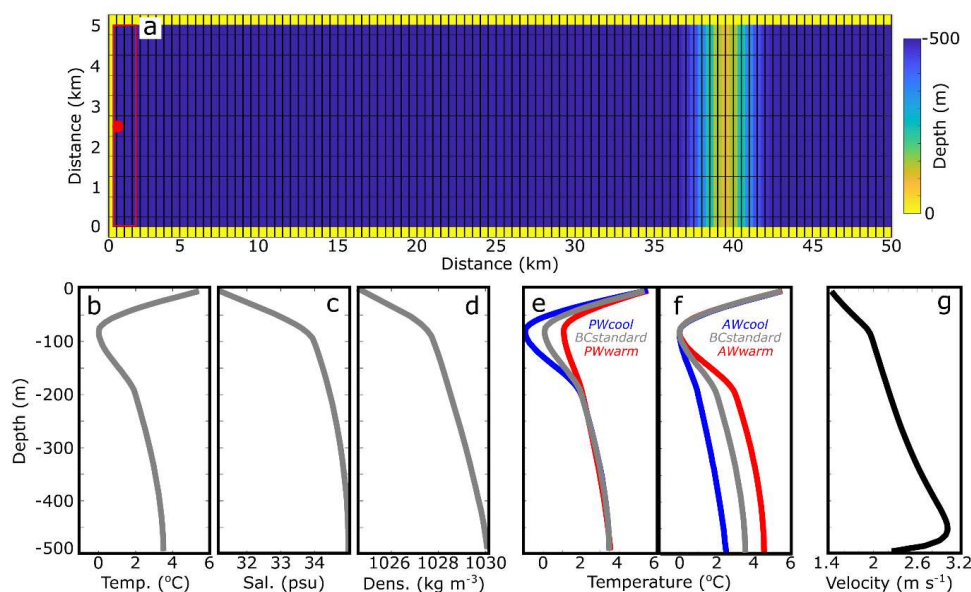 a
5
4
3
2
1
0
Distance (km)
0 5 10 15 20 25 30 35 40 45 50
Distance (km)
-500
0
Depth (m)
b c d e f g
PWcool
BCstandard
PWwarm
AWcool
BCstandard
AWwarm
0
-100
-200
-300
-400
-500
Depth (m)
0 2 4 6
Temp. (ºC)
32 33 34
Sal. (psu)
1026 1028 1030
Dens. (kg m⁻³)
0 2 4 6
0 2 4 6
Temperature (ºC)
1.4 2 2.6 3.2
Velocity (m s⁻¹)